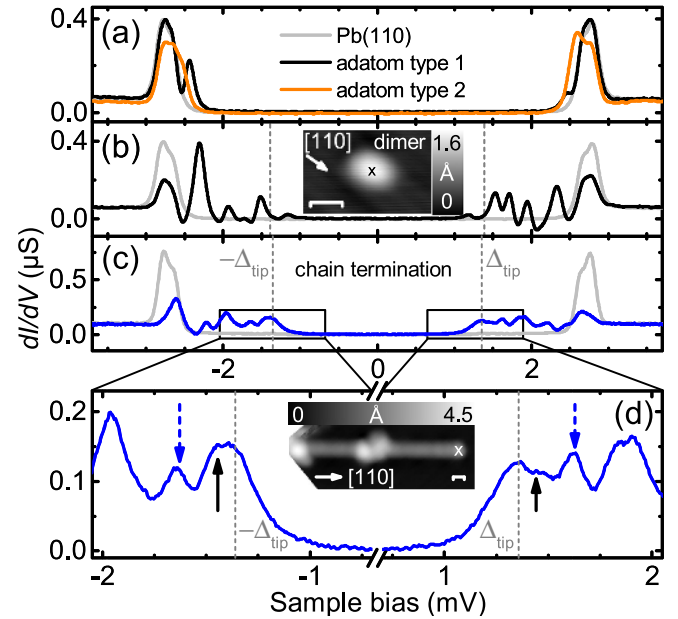 (a)
Pb(110)
adatom type 1
adatom type 2
0.4
0.0
(b)
[110]
dimer
x
1.6
Å
0
0.4
0.0
dI/dV (μS)
(c)
−Δtip
chain termination
Δtip
0.5
0.0
-2
0
2
(d)
0
Å
4.5
x
[110]
−Δtip
Δtip
0.2
0.1
0.0
-2
-1
1
2
Sample bias (mV)